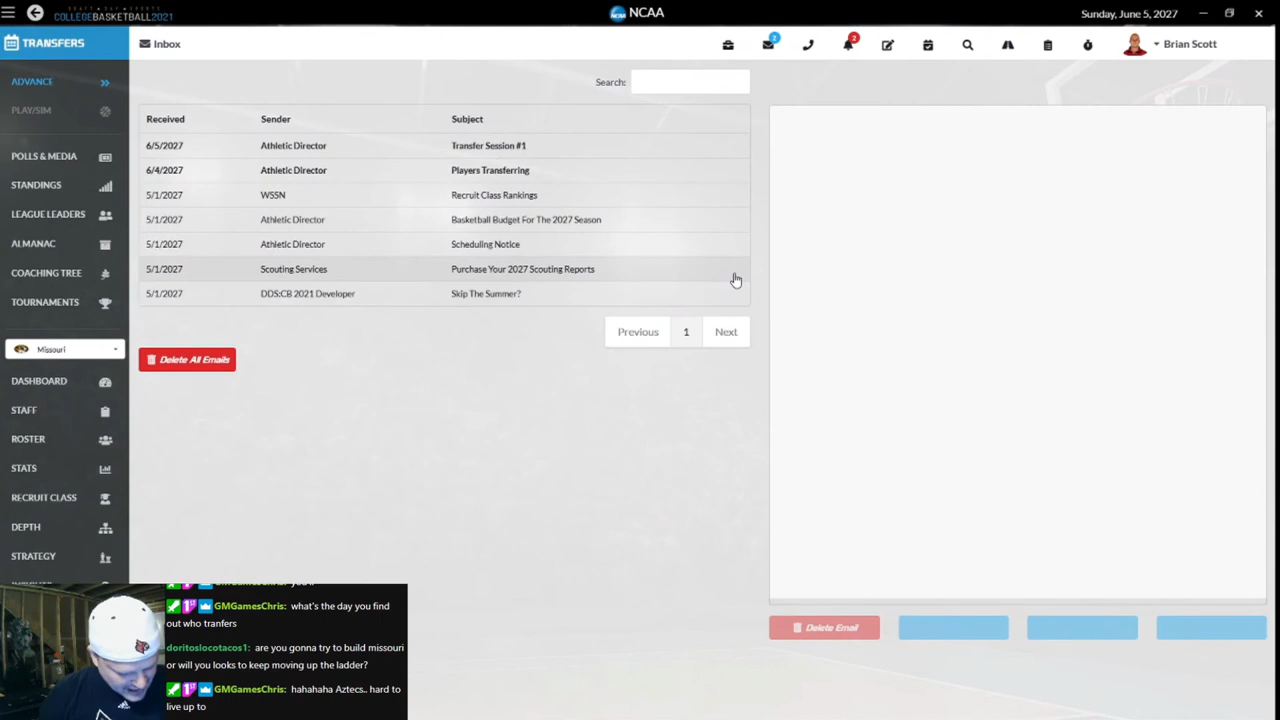 DRAFT DAY SPORTS
COLLEGEBASKETBALL2021
NCAA
Sunday, June 5, 2027
TRANSFERS
Inbox
2
2
Brian Scott
ADVANCE
PLAY/SIM
POLLS & MEDIA
STANDINGS
LEAGUE LEADERS
ALMANAC
COACHING TREE
TOURNAMENTS
Missouri
DASHBOARD
STAFF
ROSTER
STATS
RECRUIT CLASS
DEPTH
STRATEGY
Search:
Received Sender Subject
6/5/2027 Athletic Director Transfer Session #1
6/4/2027 Athletic Director Players Transferring
5/1/2027 WSSN Recruit Class Rankings
5/1/2027 Athletic Director Basketball Budget For The 2027 Season
5/1/2027 Athletic Director Scheduling Notice
5/1/2027 Scouting Services Purchase Your 2027 Scouting Reports
5/1/2027 DDS:CB 2021 Developer Skip The Summer?
Previous 1 Next
Delete All Emails
Delete Email
GMGamesChris: what's the day you find
out who tranfers
doritoslocotacos1: are you gonna try to build missouri
or will you looks to keep moving up the ladder?
GMGamesChris: hahahaha Aztecs.. hard to
live up to